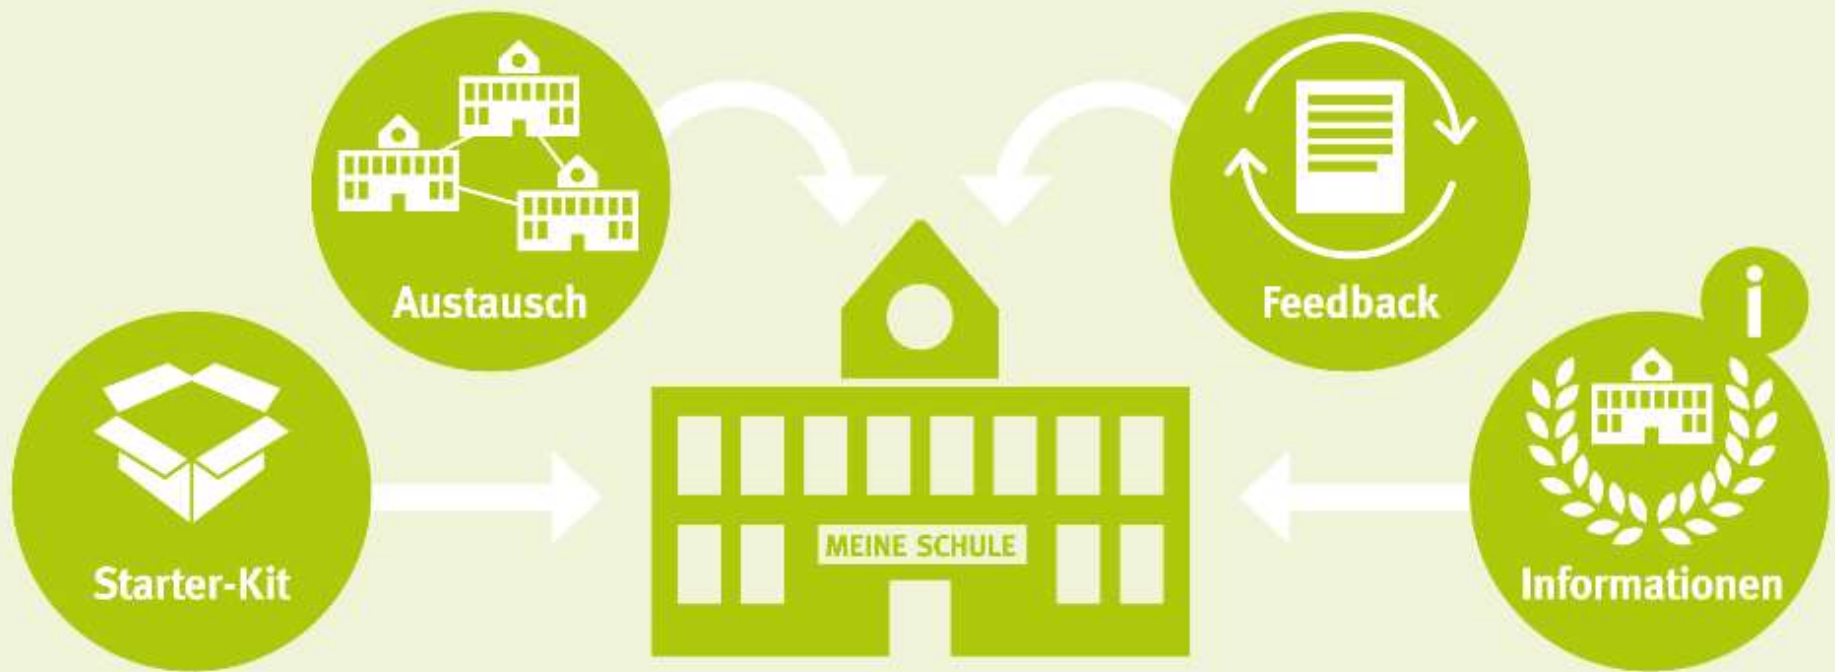 Austausch
Feedback
i
Starter-Kit
MEINE SCHULE
Informationen